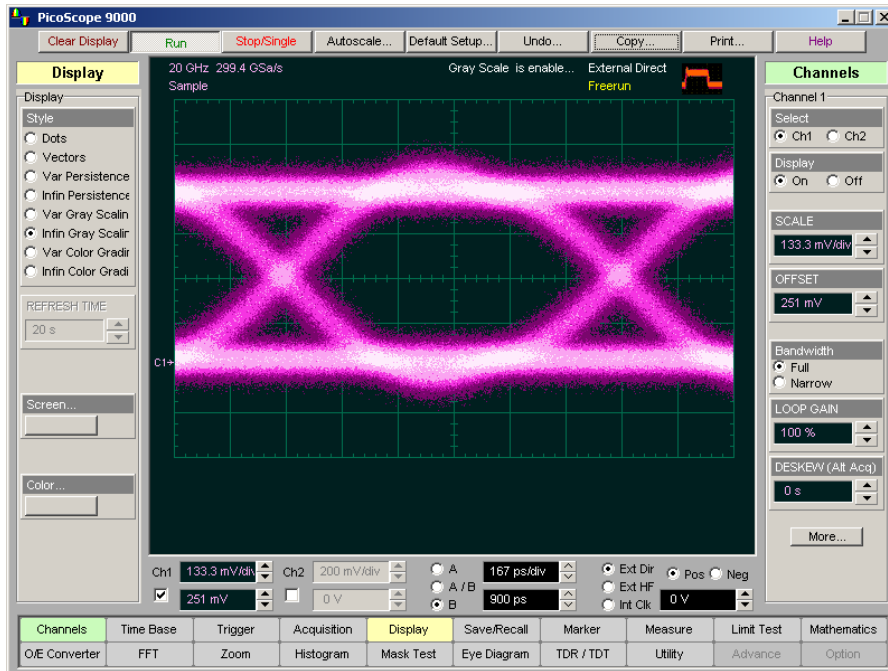 PicoScope 9000
Clear Display
Run
Stop/Single
Autoscale...
Default Setup...
Undo...
Copy...
Print...
Help
Display
Display
Style
Dots
Vectors
Var Persistence
Infin Persistence
Var Gray Scalin
Infin Gray Scalin
Var Color Gradir
Infin Color Gradi
REFRESH TIME
20 s
Screen...
Color...
20 GHz 299.4 GSa/s
Gray Scale is enable...
External Direct
Sample
Freerun
C1
Channels
Channel 1
Select
Ch1
Ch2
Display
On
Off
SCALE
133.3 mV/div
OFFSET
251 mV
Bandwidth
Full
Narrow
LOOP GAIN
100 %
DESKEW (Alt Acq)
0 s
More...
Ch1
133.3 mV/div
Ch2
200 mV/div
A
167 ps/div
Ext Dir
Pos
Neg
A / B
Ext HF
251 mV
0 V
B
900 ps
Int Clk
0 V
Channels
Time Base
Trigger
Acquisition
Display
Save/Recall
Marker
Measure
Limit Test
Mathematics
O/E Converter
FFT
Zoom
Histogram
Mask Test
Eye Diagram
TDR / TDT
Utility
Advance
Option